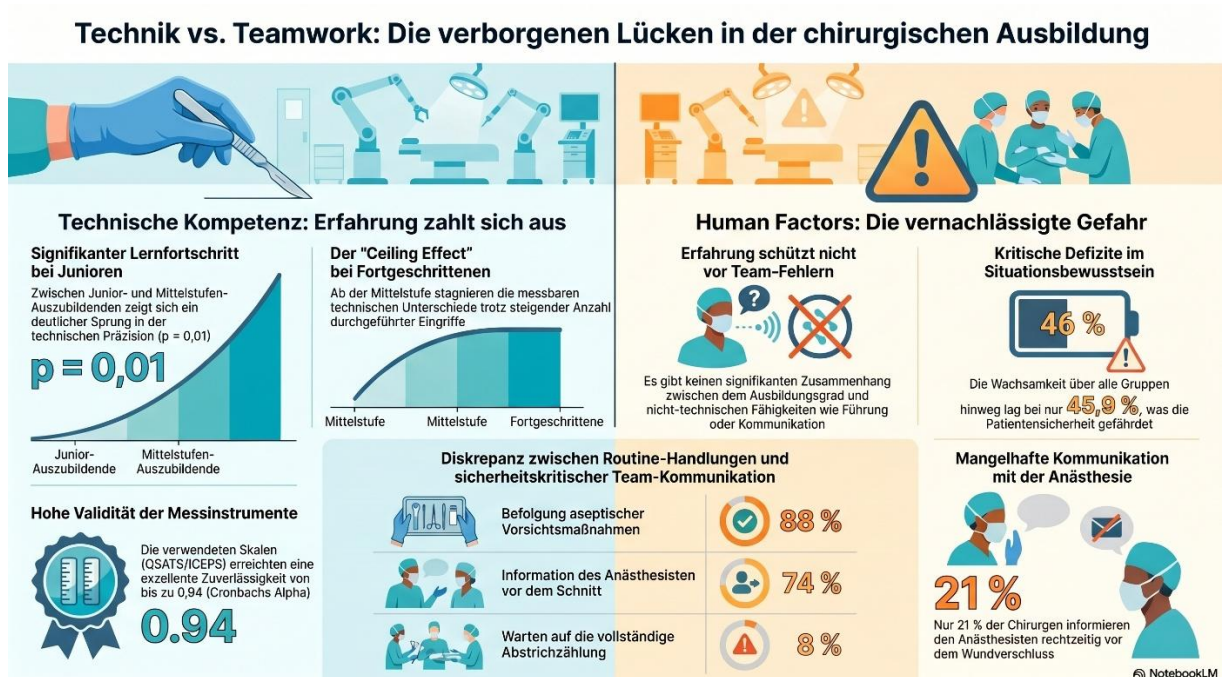 Technik vs. Teamwork: Die verborgenen Lücken in der chirurgischen Ausbildung
Technische Kompetenz: Erfahrung zahlt sich aus
Signifikanter Lernfortschritt
bei Junioren
Zwischen Junior- und Mittelstufen-
Auszubildenden zeigt sich ein
deutlicher Sprung in der
technischen Präzision (p = 0,01)
p = 0,01
Junior-
Auszubildende
Mittelstufen-
Auszubildende
Der "Ceiling Effect"
bei Fortgeschrittenen
Ab der Mittelstufe stagnieren die messbaren
technischen Unterschiede trotz steigender Anzahl
durchgeführter Eingriffe
Mittelstufe
Mittelstufe
Fortgeschrittene
Hohe Validität der Messinstrumente
Die verwendeten Skalen
(QSATS/ICEPS) erreichten eine
exzellente Zuverlässigkeit von
bis zu 0,94 (Cronbachs Alpha)
0.94
Diskrepanz zwischen Routine-Handlungen und
sicherheitskritischer Team-Kommunikation
Befolgung aseptischer
Vorsichtsmaßnahmen
88 %
Information des Anästhesisten
vor dem Schnitt
74 %
Warten auf die vollständige
Abstrichzählung
8 %
Human Factors: Die vernachlässigte Gefahr
Erfahrung schützt nicht
vor Team-Fehlern
?
Es gibt keinen signifikanten Zusammenhang
zwischen dem Ausbildungsgrad und
nicht-technischen Fähigkeiten wie Führung
oder Kommunikation
Kritische Defizite im
Situationsbewusstsein
46 %
Die Wachsamkeit über alle Gruppen
hinweg lag bei nur 45,9 %, was die
Patientensicherheit gefährdet
Mangelhafte Kommunikation
mit der Anästhesie
21 %
Nur 21 % der Chirurgen informieren
den Anästhesisten rechtzeitig vor
dem Wundverschluss
NotebookLM